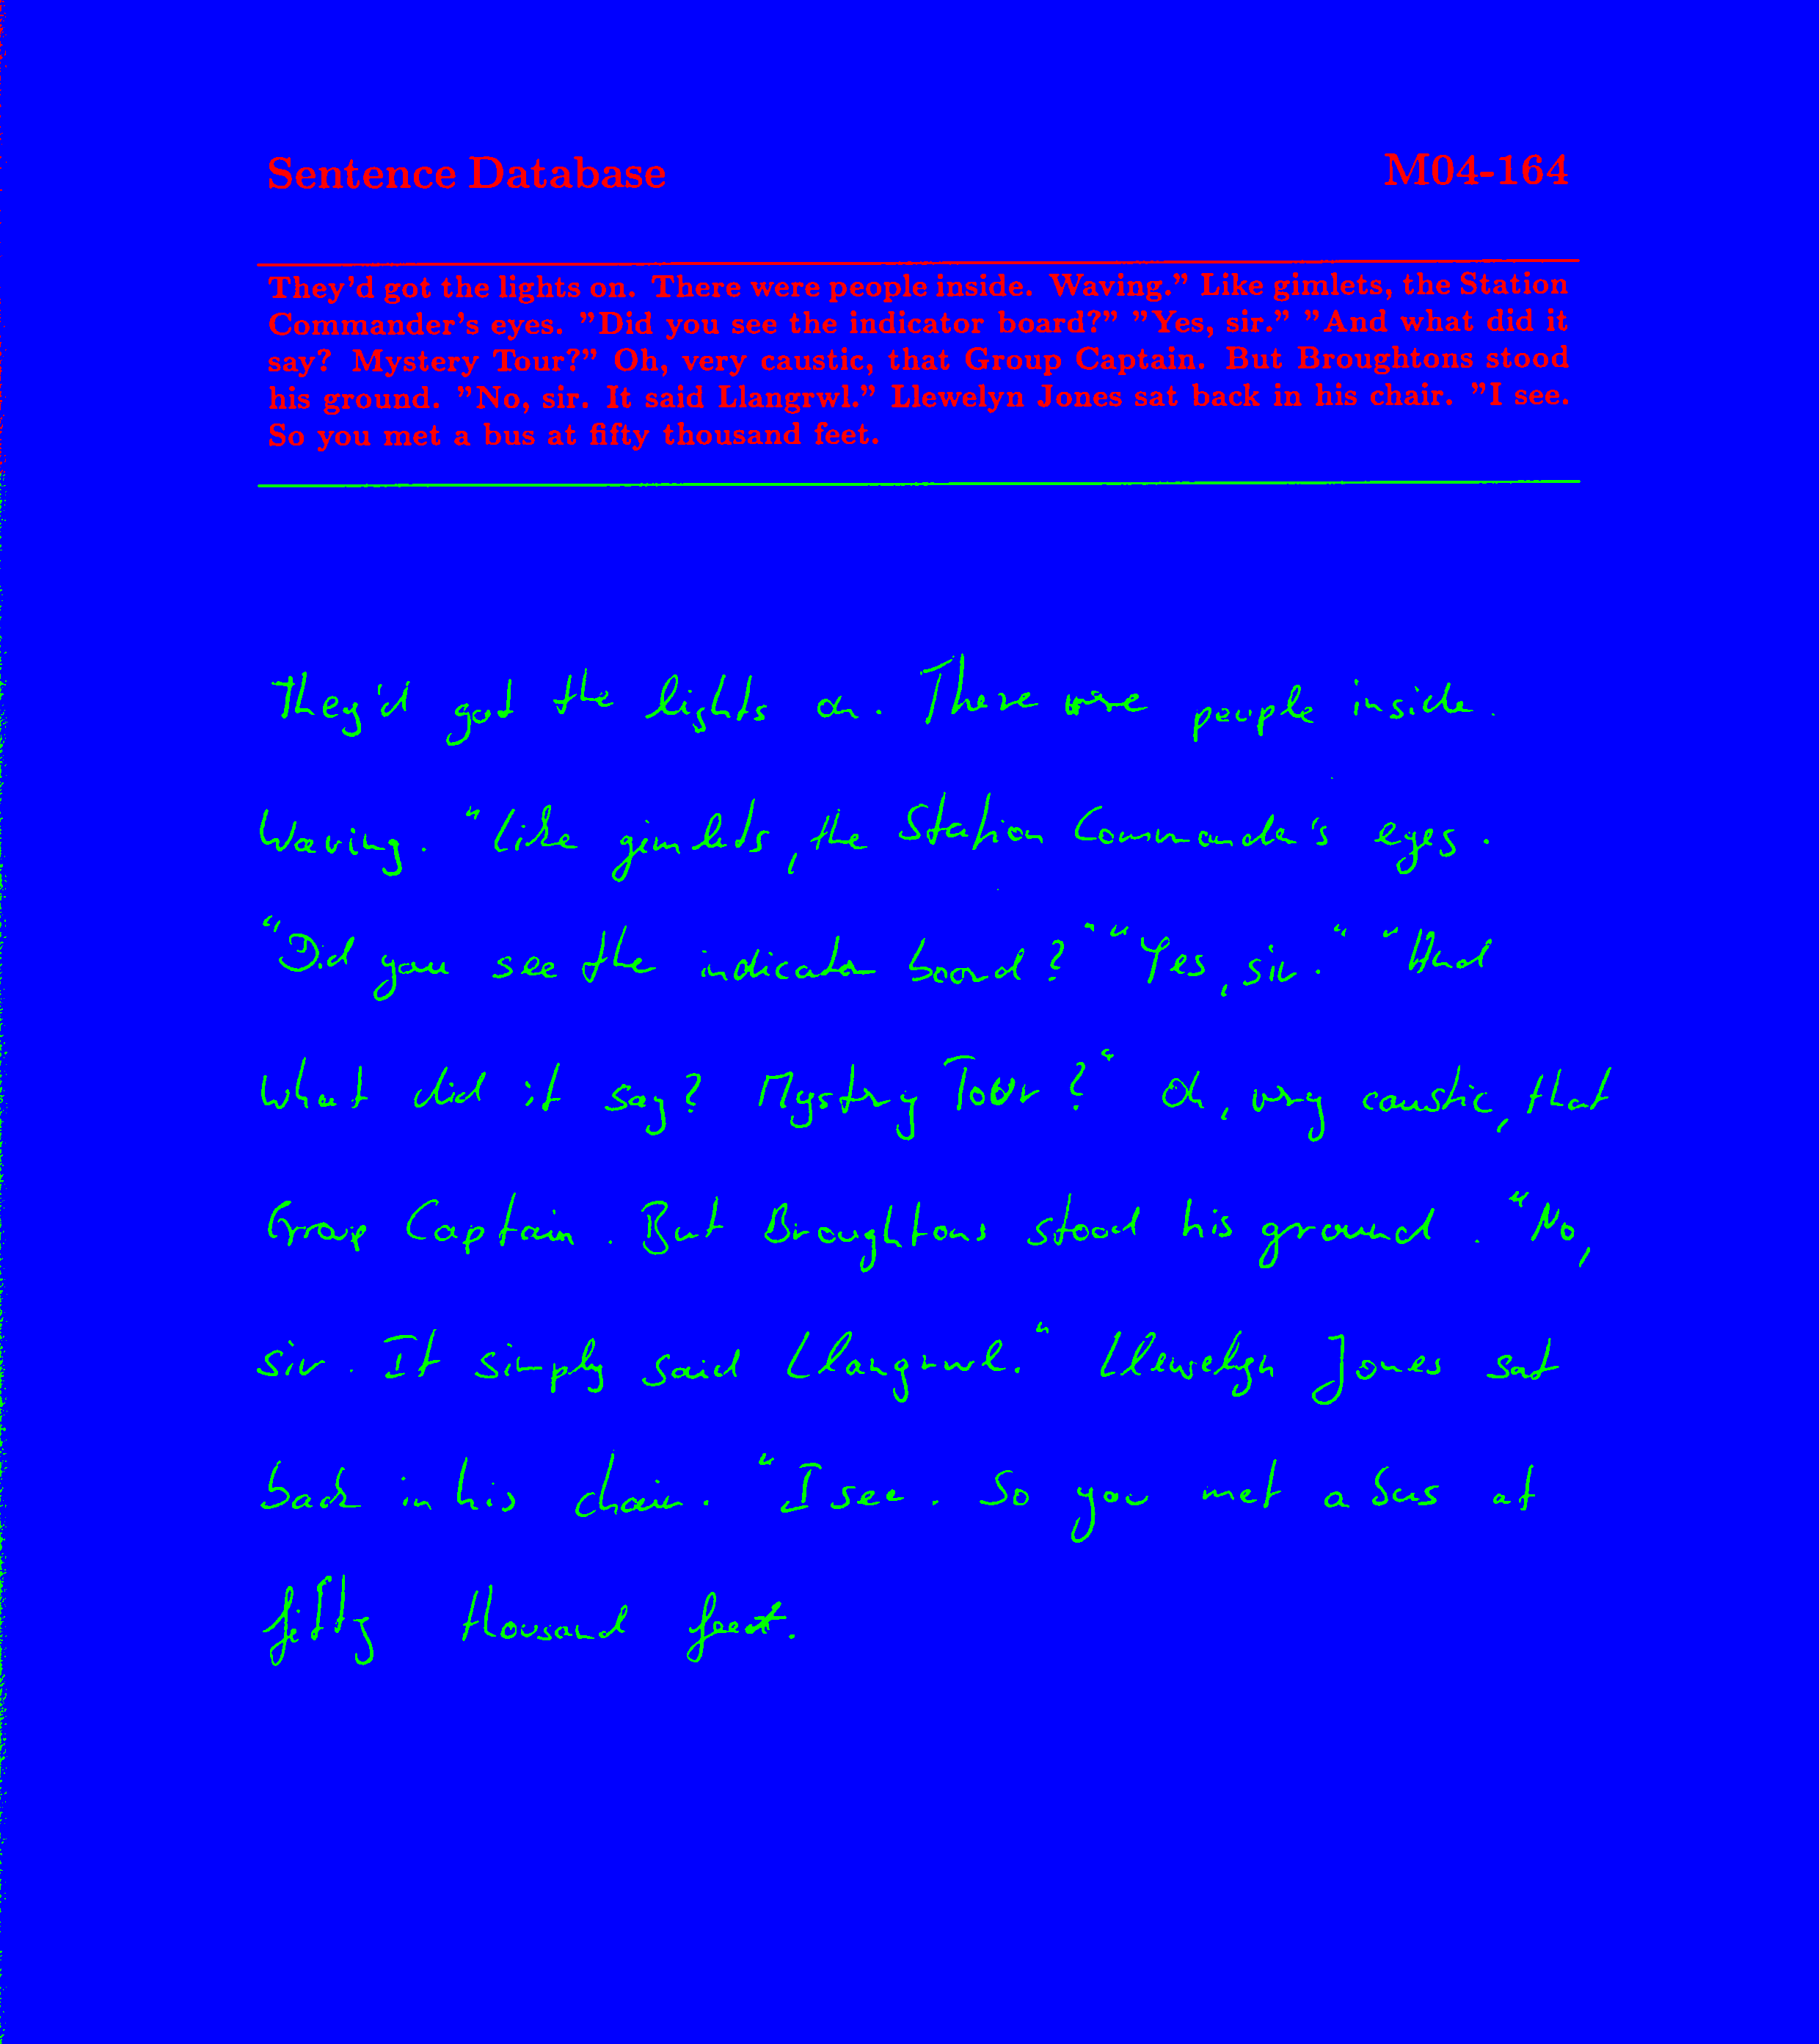 Sentence Database M04-164
They'd got the lights on. There were people inside. Waving." Like gimlets, the Station
Commander's eyes. "Did you see the indicator board?" "Yes, sir." "And what did it
say? Mystery Tour?" Oh, very caustic, that Group Captain. But Broughtons stood
his ground. "No, sir. It said Llangrwl." Llewelyn Jones sat back in his chair. "I see.
So you met a bus at fifty thousand feet.
They'd got the lights on. There were people inside.
Waving. "Like gimlets, the Station Commander's eyes.
"Did you see the indicator board?" "Yes, sir." "And
what did it say? Mystry Tour?" Oh, very caustic, that
Group Captain. But Broughtons stood his ground. "No,
sir. It simply said Llangrwl." Llewelyn Jones sat
back in his chair. "I see. So you met a bus at
fifty thousand feet.